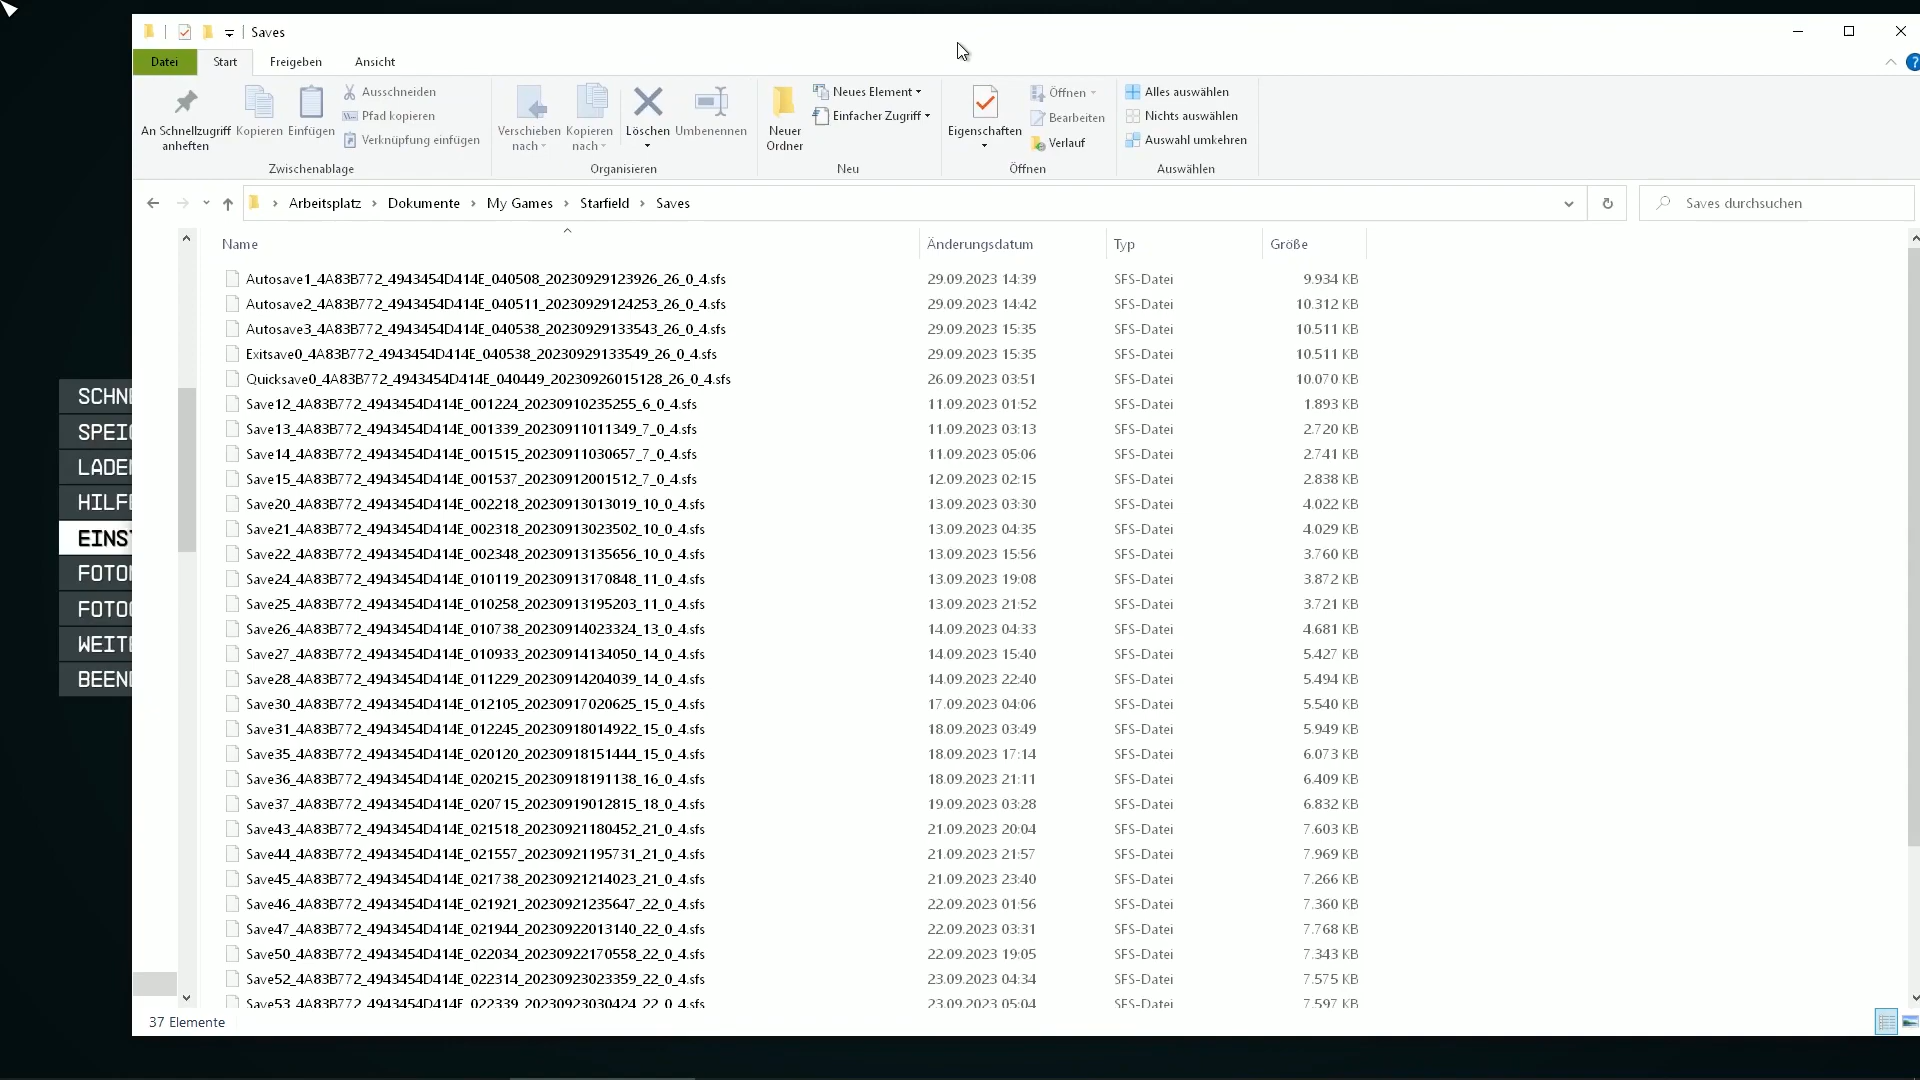 Saves
Datei Start Freigeben Ansicht
An Schnellzugriff anheften
Kopieren
Einfügen
Ausschneiden
Pfad kopieren
Verknüpfung einfügen
Zwischenablage
Verschieben nach
Kopieren nach
Löschen
Umbenennen
Organisieren
Neuer Ordner
Neues Element
Einfacher Zugriff
Neu
Eigenschaften
Öffnen
Bearbeiten
Verlauf
Öffnen
Alles auswählen
Nichts auswählen
Auswahl umkehren
Auswählen
Arbeitsplatz > Dokumente > My Games > Starfield > Saves
Saves durchsuchen
Name Änderungsdatum Typ Größe
Autosave1_4A83B772_4943454D414E_040508_20230929123926_26_0_4.sfs 29.09.2023 14:39 SFS-Datei 9.934 KB
Autosave2_4A83B772_4943454D414E_040511_20230929124253_26_0_4.sfs 29.09.2023 14:42 SFS-Datei 10.312 KB
Autosave3_4A83B772_4943454D414E_040538_20230929133543_26_0_4.sfs 29.09.2023 15:35 SFS-Datei 10.511 KB
Exitsave0_4A83B772_4943454D414E_040538_20230929133549_26_0_4.sfs 29.09.2023 15:35 SFS-Datei 10.511 KB
Quicksave0_4A83B772_4943454D414E_040449_20230926015128_26_0_4.sfs 26.09.2023 03:51 SFS-Datei 10.070 KB
Save12_4A83B772_4943454D414E_001224_20230910235255_6_0_4.sfs 11.09.2023 01:52 SFS-Datei 1.893 KB
Save13_4A83B772_4943454D414E_001339_20230911011349_7_0_4.sfs 11.09.2023 03:13 SFS-Datei 2.720 KB
Save14_4A83B772_4943454D414E_001515_20230911030657_7_0_4.sfs 11.09.2023 05:06 SFS-Datei 2.741 KB
Save15_4A83B772_4943454D414E_001537_20230912001512_7_0_4.sfs 12.09.2023 02:15 SFS-Datei 2.838 KB
Save20_4A83B772_4943454D414E_002218_20230913013019_10_0_4.sfs 13.09.2023 03:30 SFS-Datei 4.022 KB
Save21_4A83B772_4943454D414E_002318_20230913023502_10_0_4.sfs 13.09.2023 04:35 SFS-Datei 4.029 KB
Save22_4A83B772_4943454D414E_002348_20230913135656_10_0_4.sfs 13.09.2023 15:56 SFS-Datei 3.760 KB
Save24_4A83B772_4943454D414E_010119_20230913170848_11_0_4.sfs 13.09.2023 19:08 SFS-Datei 3.872 KB
Save25_4A83B772_4943454D414E_010258_20230913195203_11_0_4.sfs 13.09.2023 21:52 SFS-Datei 3.721 KB
Save26_4A83B772_4943454D414E_010738_20230914023324_13_0_4.sfs 14.09.2023 04:33 SFS-Datei 4.681 KB
Save27_4A83B772_4943454D414E_010933_20230914134050_14_0_4.sfs 14.09.2023 15:40 SFS-Datei 5.427 KB
Save28_4A83B772_4943454D414E_011229_20230914204039_14_0_4.sfs 14.09.2023 22:40 SFS-Datei 5.494 KB
Save30_4A83B772_4943454D414E_012105_20230917020625_15_0_4.sfs 17.09.2023 04:06 SFS-Datei 5.540 KB
Save31_4A83B772_4943454D414E_012245_20230918014922_15_0_4.sfs 18.09.2023 03:49 SFS-Datei 5.949 KB
Save35_4A83B772_4943454D414E_020120_20230918151444_15_0_4.sfs 18.09.2023 17:14 SFS-Datei 6.073 KB
Save36_4A83B772_4943454D414E_020215_20230918191138_16_0_4.sfs 18.09.2023 21:11 SFS-Datei 6.409 KB
Save37_4A83B772_4943454D414E_020715_20230919012815_18_0_4.sfs 19.09.2023 03:28 SFS-Datei 6.832 KB
Save43_4A83B772_4943454D414E_021518_20230921180452_21_0_4.sfs 21.09.2023 20:04 SFS-Datei 7.603 KB
Save44_4A83B772_4943454D414E_021557_20230921195731_21_0_4.sfs 21.09.2023 21:57 SFS-Datei 7.969 KB
Save45_4A83B772_4943454D414E_021738_20230921214023_21_0_4.sfs 21.09.2023 23:40 SFS-Datei 7.266 KB
Save46_4A83B772_4943454D414E_021921_20230921235647_22_0_4.sfs 22.09.2023 01:56 SFS-Datei 7.360 KB
Save47_4A83B772_4943454D414E_021944_20230922013140_22_0_4.sfs 22.09.2023 03:31 SFS-Datei 7.768 KB
Save50_4A83B772_4943454D414E_022034_20230922170558_22_0_4.sfs 22.09.2023 19:05 SFS-Datei 7.343 KB
Save52_4A83B772_4943454D414E_022314_20230923023359_22_0_4.sfs 23.09.2023 04:34 SFS-Datei 7.575 KB
Save53_4A83B772_4943454D414E_022339_20230923030424_22_0_4.sfs 23.09.2023 05:04 SFS-Datei 7.597 KB
37 Elemente
SCHNE
SPEI
LADE
HILF
EINS
FOTO
FOTO
WEITE
BEEN